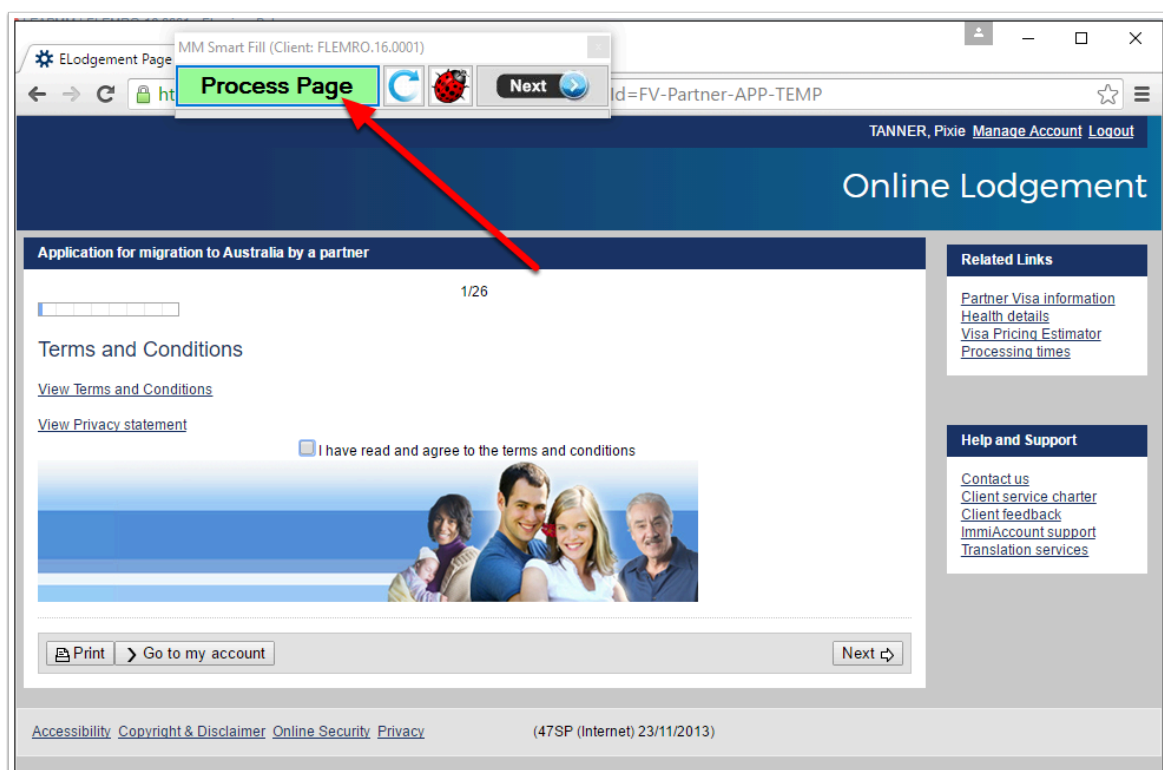 MM Smart Fill (Client: FLEMRO.16.0001)
ELodgement Page
Process Page
Next
ht
Id=FV-Partner-APP-TEMP
TANNER, Pixie Manage Account Logout
Online Lodgement
Application for migration to Australia by a partner
1/26
Terms and Conditions
View Terms and Conditions
View Privacy statement
I have read and agree to the terms and conditions
Print
Go to my account
Next
Related Links
Partner Visa information
Health details
Visa Pricing Estimator
Processing times
Help and Support
Contact us
Client service charter
Client feedback
ImmiAccount support
Translation services
Accessibility Copyright & Disclaimer Online Security Privacy
(47SP (Internet) 23/11/2013)